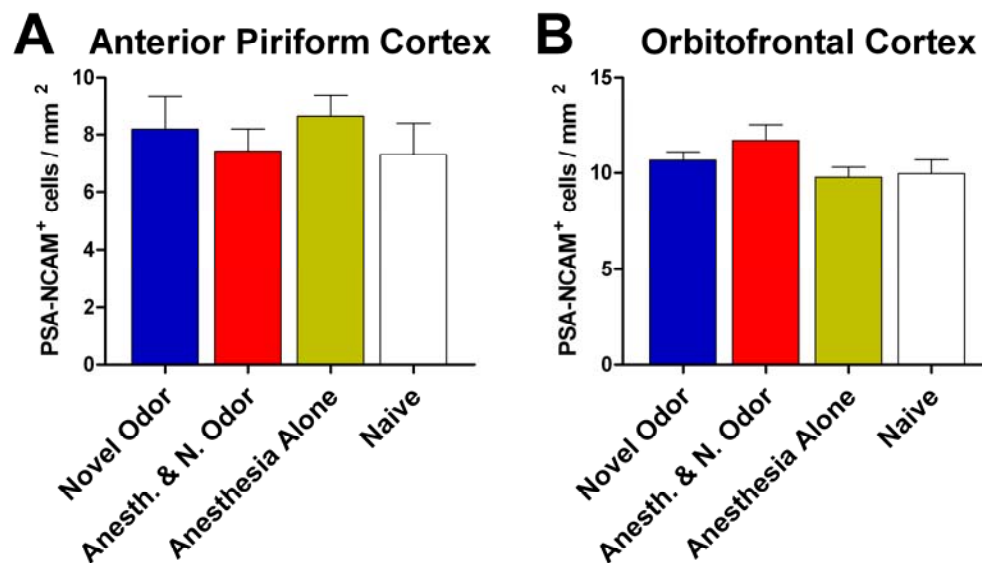 A Anterior Piriform Cortex
PSA-NCAM⁺ cells / mm ²
10
8
6
4
2
0
Novel Odor
Anesth. & N. Odor
Anesthesia Alone
Naive
B Orbitofrontal Cortex
PSA-NCAM⁺ cells / mm ²
15
10
5
0
Novel Odor
Anesth. & N. Odor
Anesthesia Alone
Naive